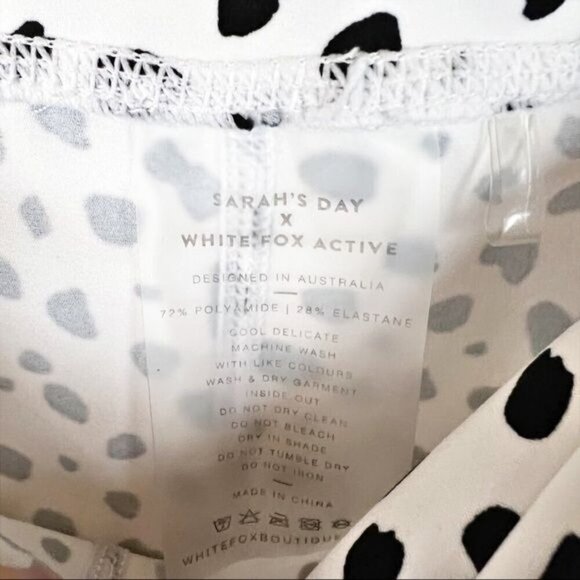 SARAH'S DAY
X
WHITE FOX ACTIVE
DESIGNED IN AUSTRALIA
72% POLYAMIDE | 28% ELASTANE
COOL DELICATE
MACHINE WASH
WITH LIKE COLOURS
WASH & DRY GARMENT
INSIDE OUT
DO NOT DRY CLEAN
DO NOT BLEACH
DRY IN SHADE
DO NOT TUMBLE DRY
DO NOT IRON
MADE IN CHINA
WHITEFOXBOUTIQUE